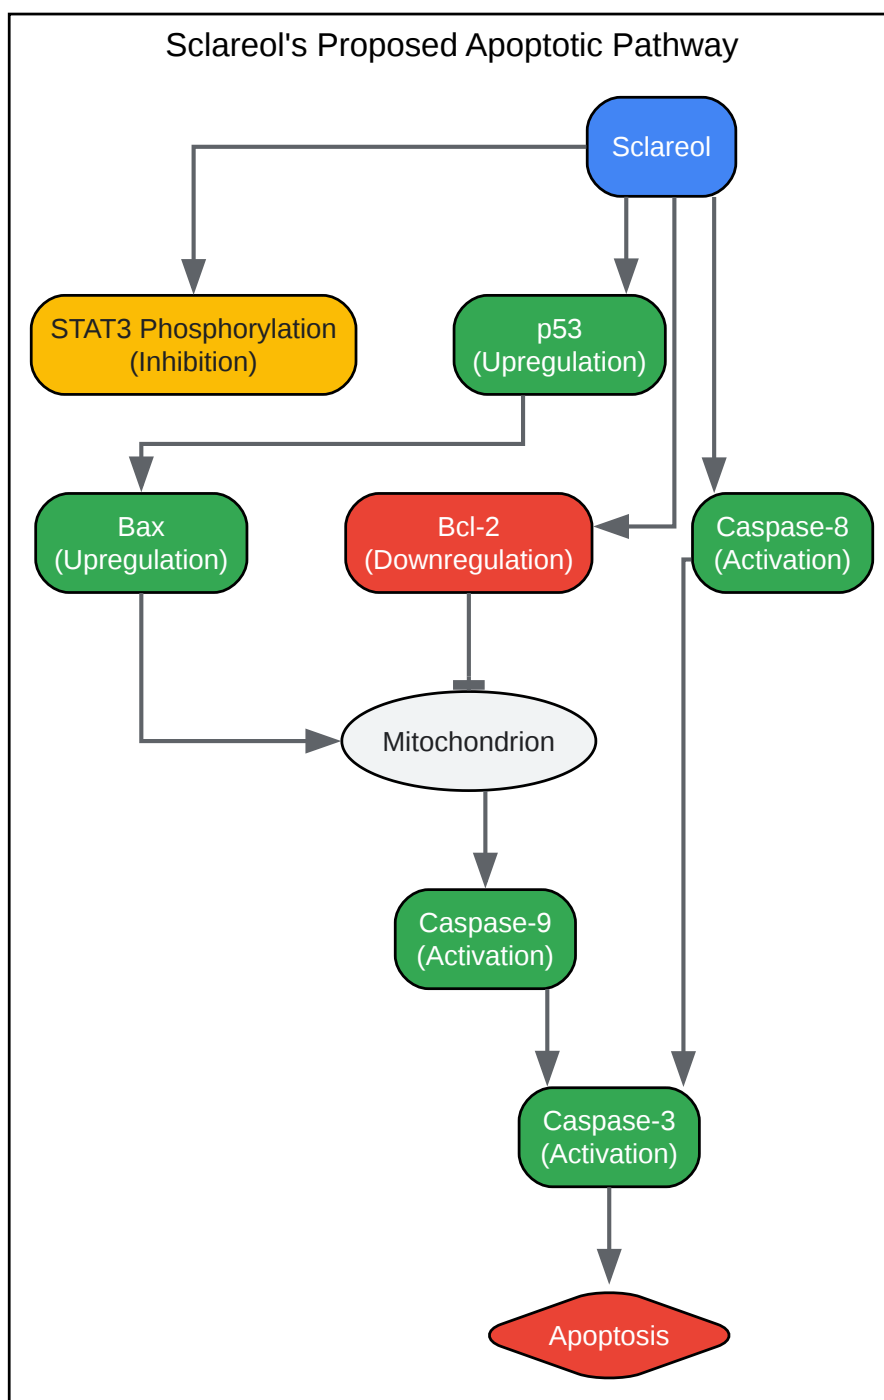 Sclareol's Proposed Apoptotic Pathway
Sclareol
STAT3 Phosphorylation
(Inhibition)
p53
(Upregulation)
Bax
(Upregulation)
Bcl-2
(Downregulation)
Caspase-8
(Activation)
Mitochondrion
Caspase-9
(Activation)
Caspase-3
(Activation)
Apoptosis